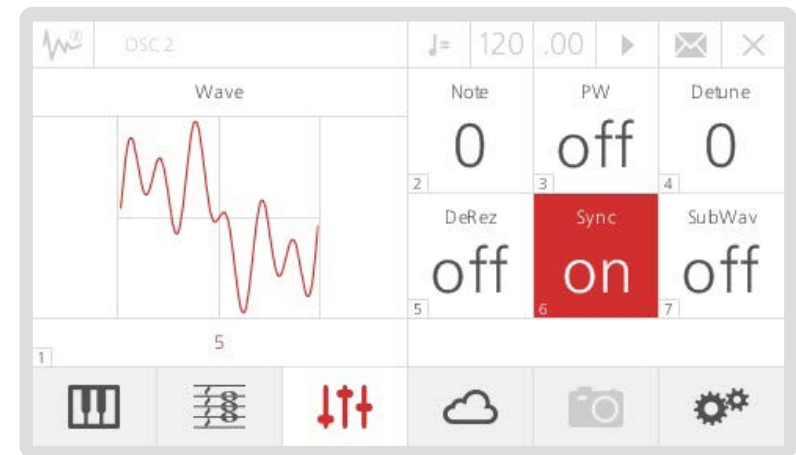 OSC 2 ♩= 120 .00
Wave
Note PW Detune
0 off 0
2 3 4
DeRez Sync SubWav
off on off
5 6 7
5
1